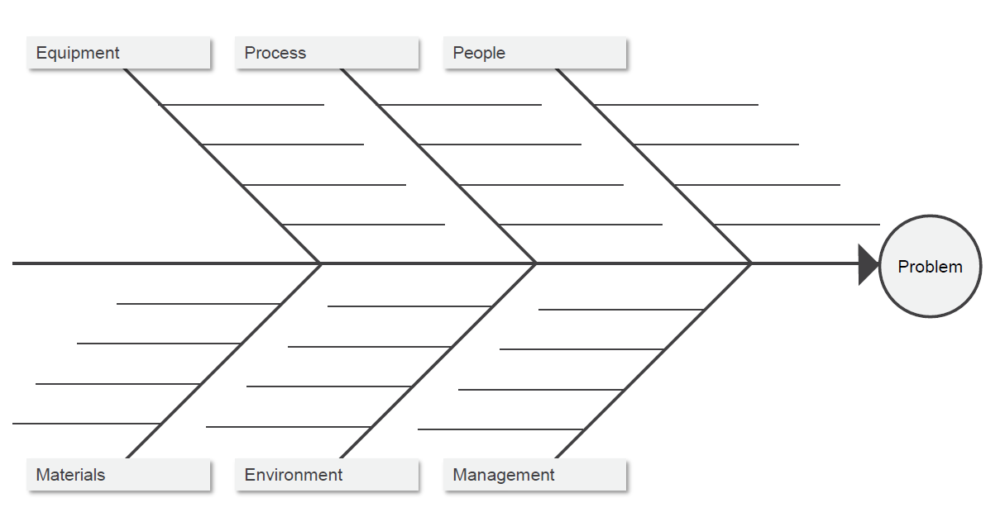 Equipment
Process
People
Problem
Materials
Environment
Management